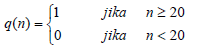 q(n) = {1 jika n ≥ 20
0 jika n < 20